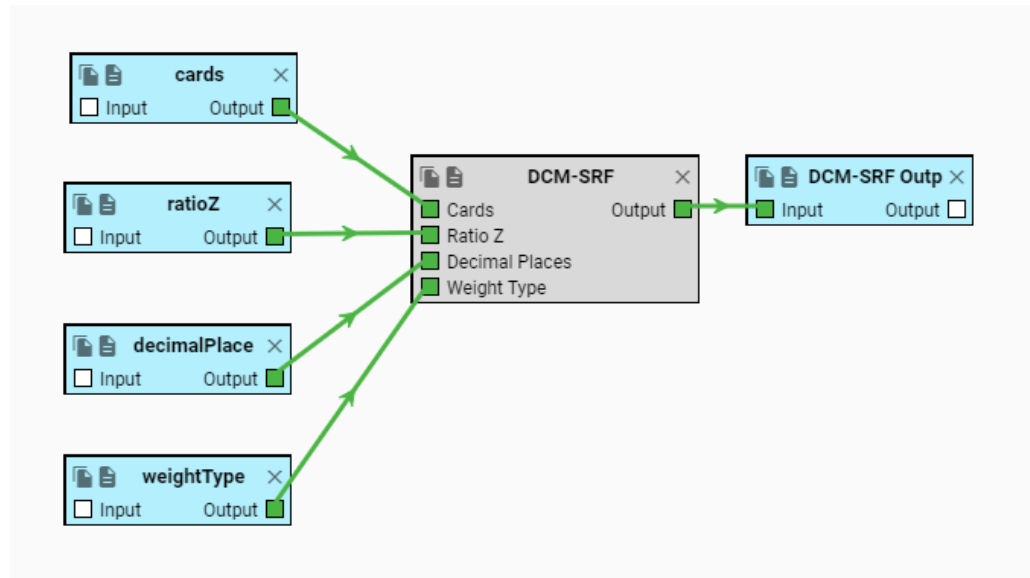 cards
Input Output
ratioZ
Input Output
decimalPlace
Input Output
weightType
Input Output
DCM-SRF
Cards Output
Ratio Z
Decimal Places
Weight Type
DCM-SRF Outp
Input Output